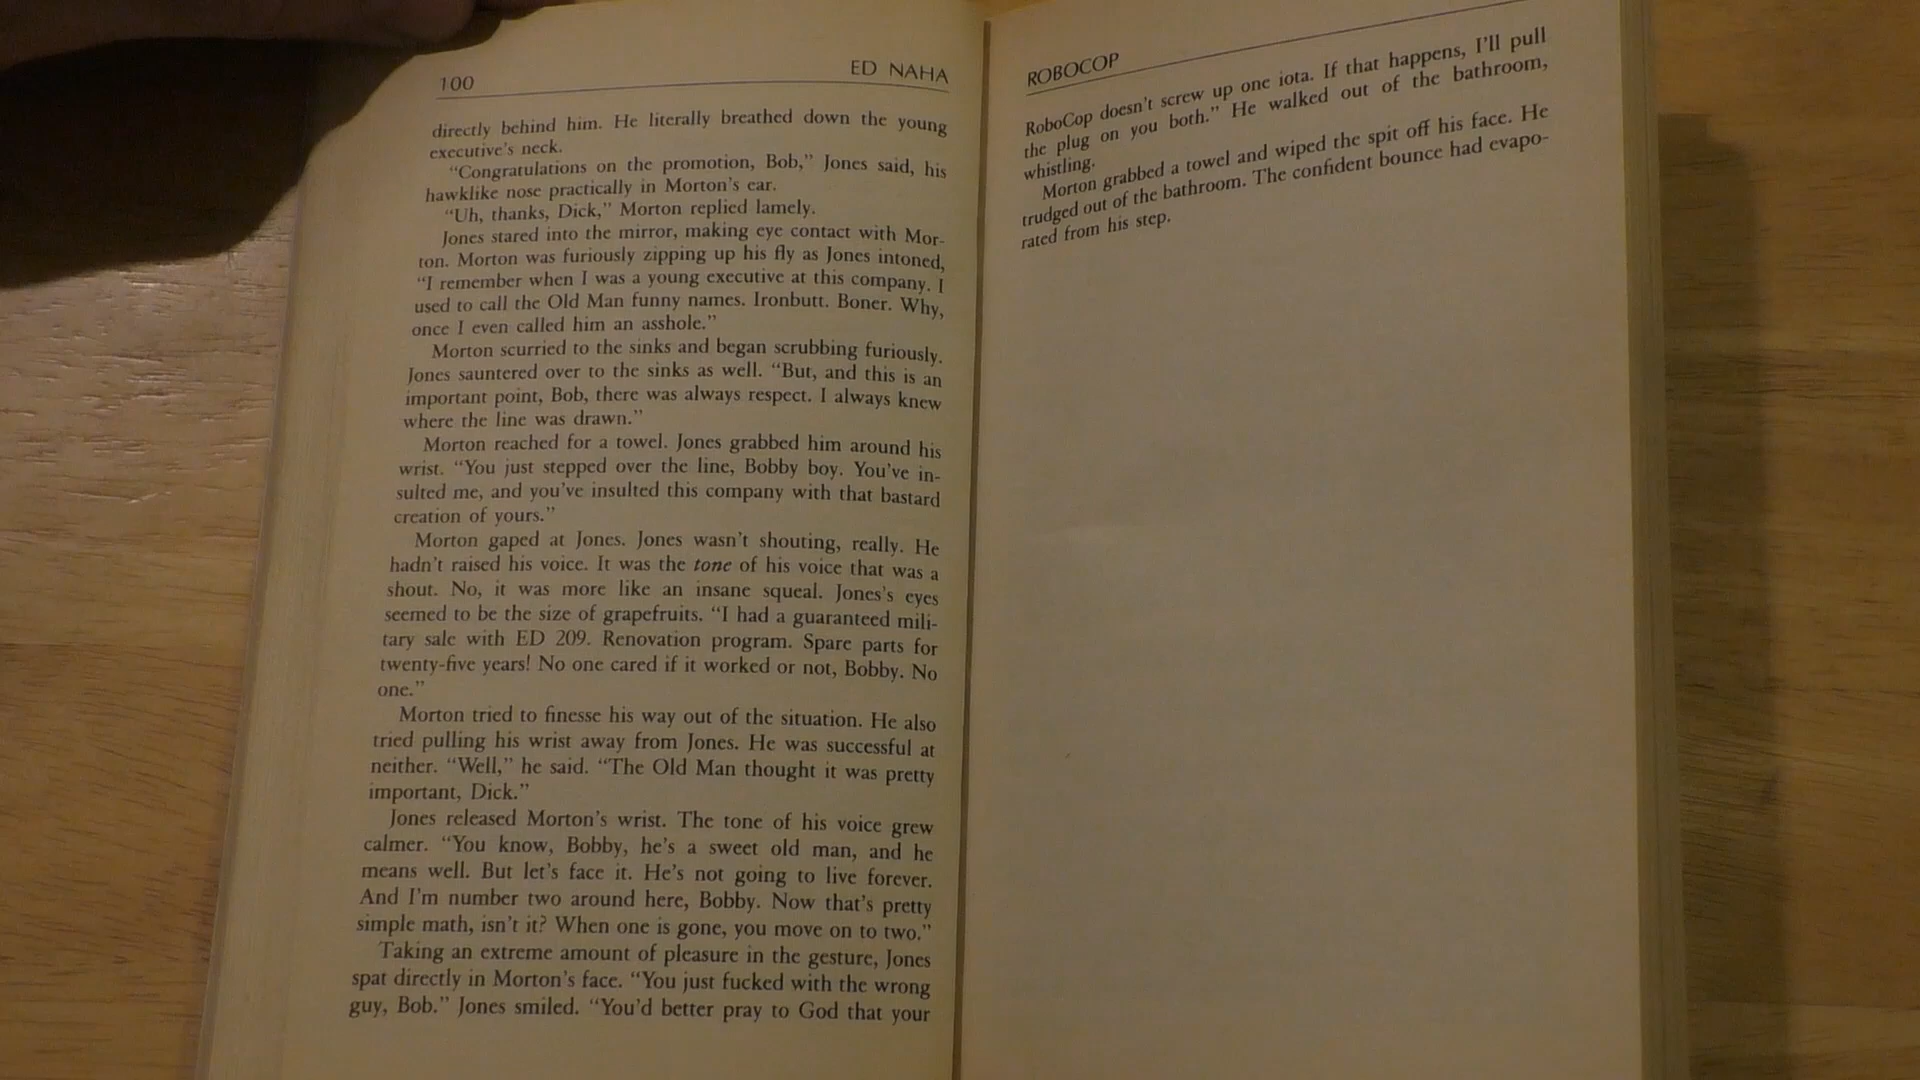 100
ED NAHA
directly behind him. He literally breathed down the young
executive's neck.
“Congratulations on the promotion, Bob,” Jones said, his
hawklike nose practically in Morton's ear.
“Uh, thanks, Dick,” Morton replied lamely.
Jones stared into the mirror, making eye contact with Mor-
ton. Morton was furiously zipping up his fly as Jones intoned,
“I remember when I was a young executive at this company. I
used to call the Old Man funny names. Ironbutt. Boner. Why,
once I even called him an asshole.”
Morton scurried to the sinks and began scrubbing furiously.
Jones sauntered over to the sinks as well. “But, and this is an
important point, Bob, there was always respect. I always knew
where the line was drawn.”
Morton reached for a towel. Jones grabbed him around his
wrist. “You just stepped over the line, Bobby boy. You've in-
sulted me, and you've insulted this company with that bastard
creation of yours.”
Morton gaped at Jones. Jones wasn't shouting, really. He
hadn't raised his voice. It was the tone of his voice that was a
shout. No, it was more like an insane squeal. Jones's eyes
seemed to be the size of grapefruits. “I had a guaranteed mili-
tary sale with ED 209. Renovation program. Spare parts for
twenty-five years! No one cared if it worked or not, Bobby. No
one.”
Morton tried to finesse his way out of the situation. He also
tried pulling his wrist away from Jones. He was successful at
neither. “Well,” he said. “The Old Man thought it was pretty
important, Dick.”
Jones released Morton's wrist. The tone of his voice grew
calmer. “You know, Bobby, he's a sweet old man, and he
means well. But let's face it. He's not going to live forever.
And I'm number two around here, Bobby. Now that's pretty
simple math, isn't it? When one is gone, you move on to two.”
Taking an extreme amount of pleasure in the gesture, Jones
spat directly in Morton's face. “You just fucked with the wrong
guy, Bob.” Jones smiled. “You'd better pray to God that your
ROBOCOP
RoboCop doesn't screw up one iota. If that happens, I'll pull
the plug on you both.” He walked out of the bathroom,
whistling.
Morton grabbed a towel and wiped the spit off his face. He
trudged out of the bathroom. The confident bounce had evapo-
rated from his step.